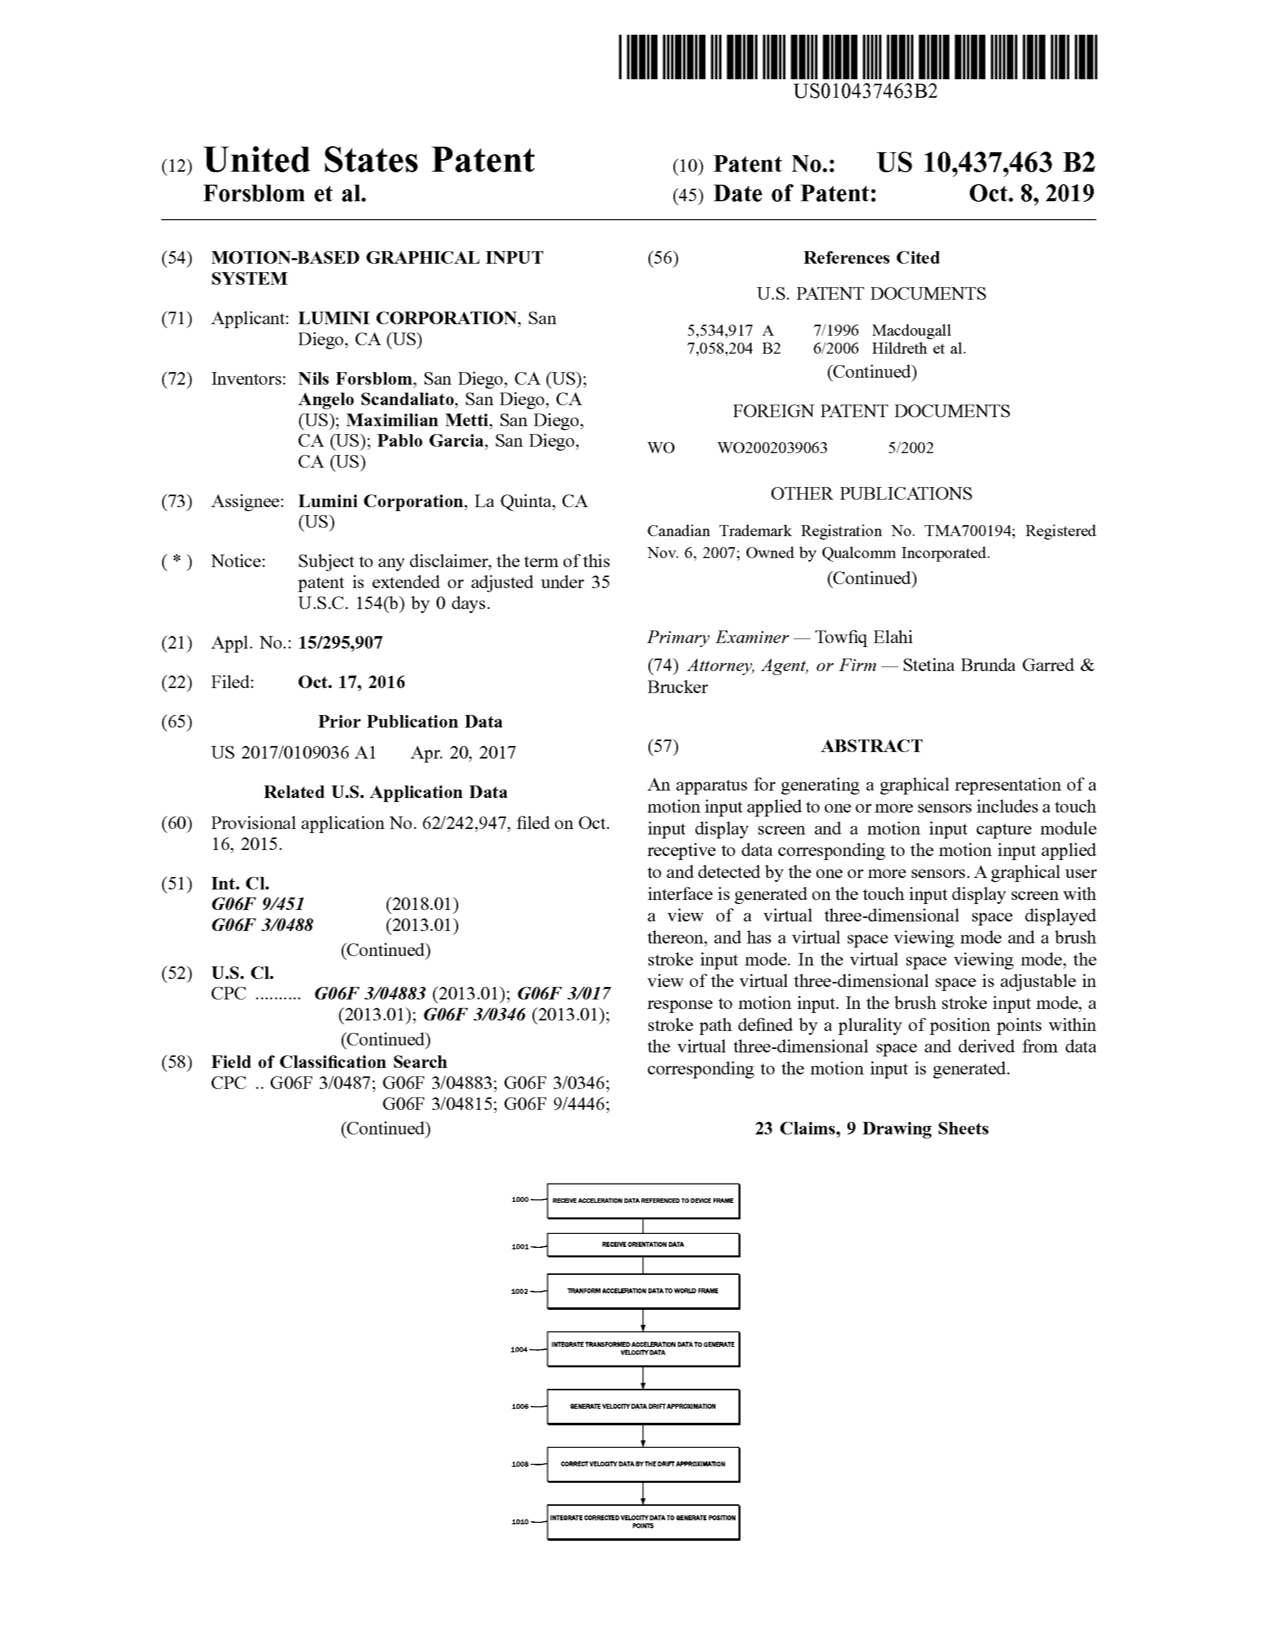 US010437463B2
(12) United States Patent
Forsblom et al.
(10) Patent No.: US 10,437,463 B2
(45) Date of Patent: Oct. 8, 2019
(54) MOTION-BASED GRAPHICAL INPUT
SYSTEM
(71) Applicant: LUMINI CORPORATION, San
Diego, CA (US)
(72) Inventors: Nils Forsblom, San Diego, CA (US);
Angelo Scandaliato, San Diego, CA
(US); Maximilian Metti, San Diego,
CA (US); Pablo Garcia, San Diego,
CA (US)
(73) Assignee: Lumini Corporation, La Quinta, CA
(US)
( * ) Notice: Subject to any disclaimer, the term of this
patent is extended or adjusted under 35
U.S.C. 154(b) by 0 days.
(21) Appl. No.: 15/295,907
(22) Filed: Oct. 17, 2016
(65) Prior Publication Data
US 2017/0109036 A1 Apr. 20, 2017
Related U.S. Application Data
(60) Provisional application No. 62/242,947, filed on Oct.
16, 2015.
(51) Int. Cl.
G06F 9/451 (2018.01)
G06F 3/0488 (2013.01)
(Continued)
(52) U.S. Cl.
CPC .......... G06F 3/04883 (2013.01); G06F 3/017
(2013.01); G06F 3/0346 (2013.01);
(Continued)
(58) Field of Classification Search
CPC .. G06F 3/0487; G06F 3/04883; G06F 3/0346;
G06F 3/04815; G06F 9/4446;
(Continued)
(56) References Cited
U.S. PATENT DOCUMENTS
5,534,917 A 7/1996 Macdougall
7,058,204 B2 6/2006 Hildreth et al.
(Continued)
FOREIGN PATENT DOCUMENTS
WO WO2002039063 5/2002
OTHER PUBLICATIONS
Canadian Trademark Registration No. TMA700194; Registered
Nov. 6, 2007; Owned by Qualcomm Incorporated.
(Continued)
Primary Examiner — Towfiq Elahi
(74) Attorney, Agent, or Firm — Stetina Brunda Garred &
Brucker
(57) ABSTRACT
An apparatus for generating a graphical representation of a
motion input applied to one or more sensors includes a touch
input display screen and a motion input capture module
receptive to data corresponding to the motion input applied
to and detected by the one or more sensors. A graphical user
interface is generated on the touch input display screen with
a view of a virtual three-dimensional space displayed
thereon, and has a virtual space viewing mode and a brush
stroke input mode. In the virtual space viewing mode, the
view of the virtual three-dimensional space is adjustable in
response to motion input. In the brush stroke input mode, a
stroke path defined by a plurality of position points within
the virtual three-dimensional space and derived from data
corresponding to the motion input is generated.
23 Claims, 9 Drawing Sheets
1000 RECEIVE ACCELERATION DATA REFERENCED TO DEVICE FRAME
1001 RECEIVE ORIENTATION DATA
1002 TRANFORM ACCELERATION DATA TO WORLD FRAME
1004 INTEGRATE TRANSFORMED ACCELERATION DATA TO GENERATE
VELOCITY DATA
1006 GENERATE VELOCITY DATA DRIFT APPROXIMATION
1008 CORRECT VELOCITY DATA BY THE DRIFT APPROXIMATION
1010 INTEGRATE CORRECTED VELOCITY DATA TO GENERATE POSITION
POINTS